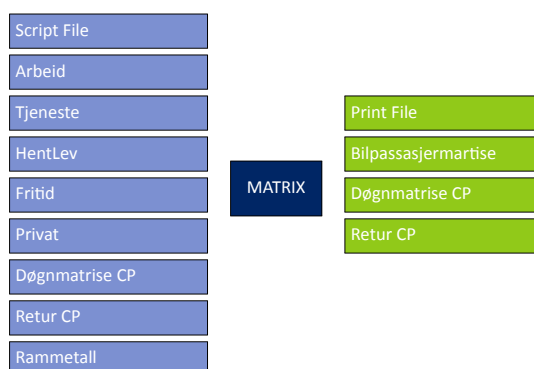 Script File
Arbeid
Tjeneste
HentLev
Fritid
Privat
Døgnmatrise CP
Retur CP
Rammetall
MATRIX
Print File
Bilpassasjermartise
Døgnmatrise CP
Retur CP